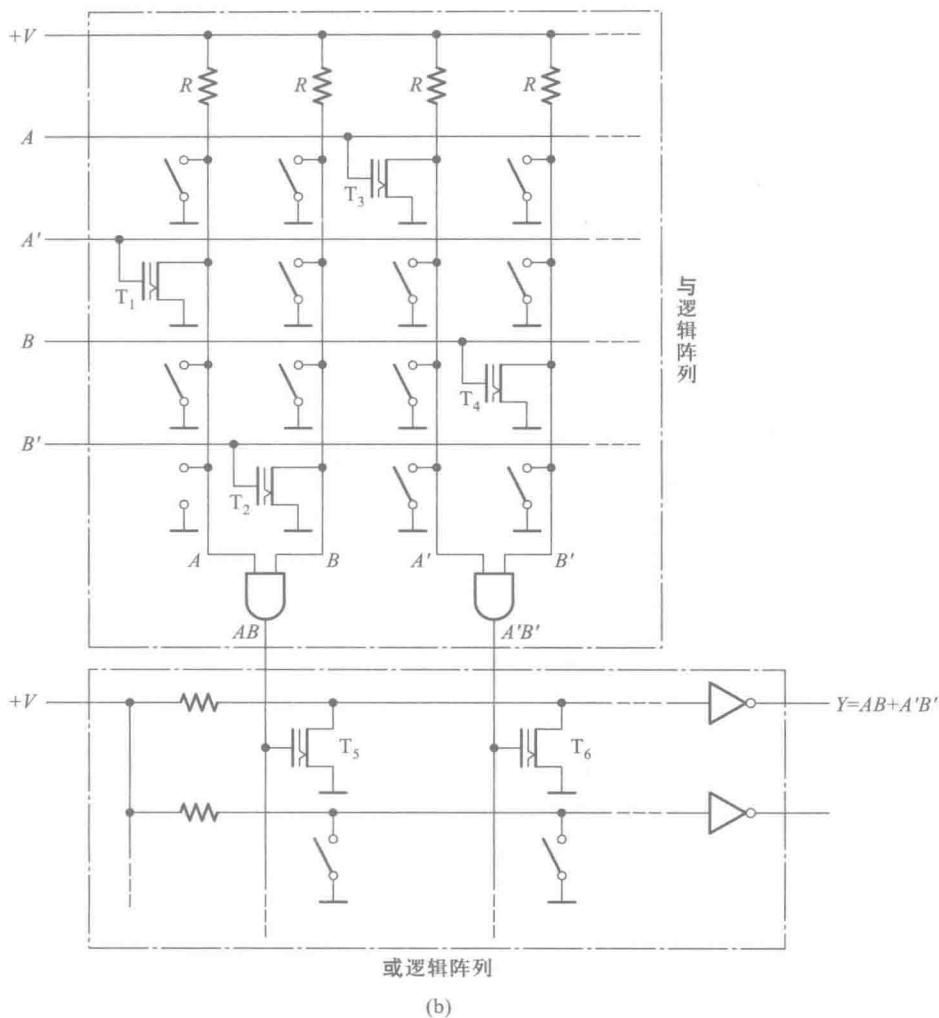 +V
R R R R
A
T₃
A'
T₁
B
T₄
B'
T₂
A B A' B'
AB A'B'
与逻辑阵列
+V
Y=AB+A'B'
T₅ T₆
或逻辑阵列
(b)